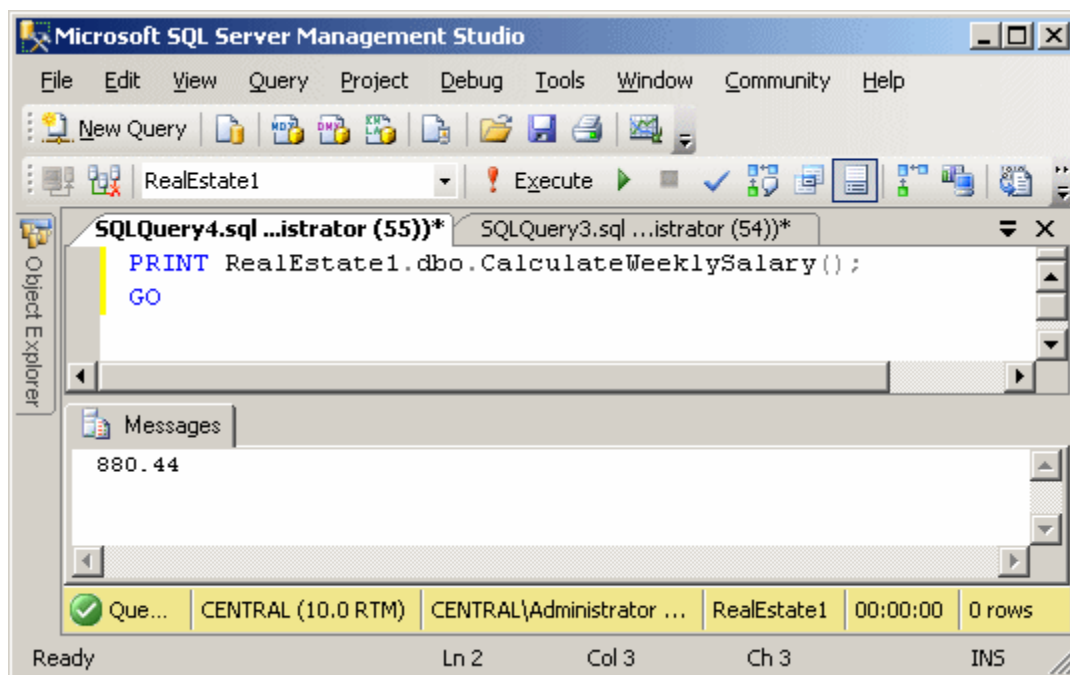 Microsoft SQL Server Management Studio
File Edit View Query Project Debug Tools Window Community Help
New Query
RealEstate1 Execute
SQLQuery4.sql ...istrator (55))* SQLQuery3.sql ...istrator (54))*
Object Explorer
PRINT RealEstate1.dbo.CalculateWeeklySalary();
GO
Messages
880.44
Que... CENTRAL (10.0 RTM) CENTRAL\Administrator ... RealEstate1 00:00:00 0 rows
Ready Ln 2 Col 3 Ch 3 INS